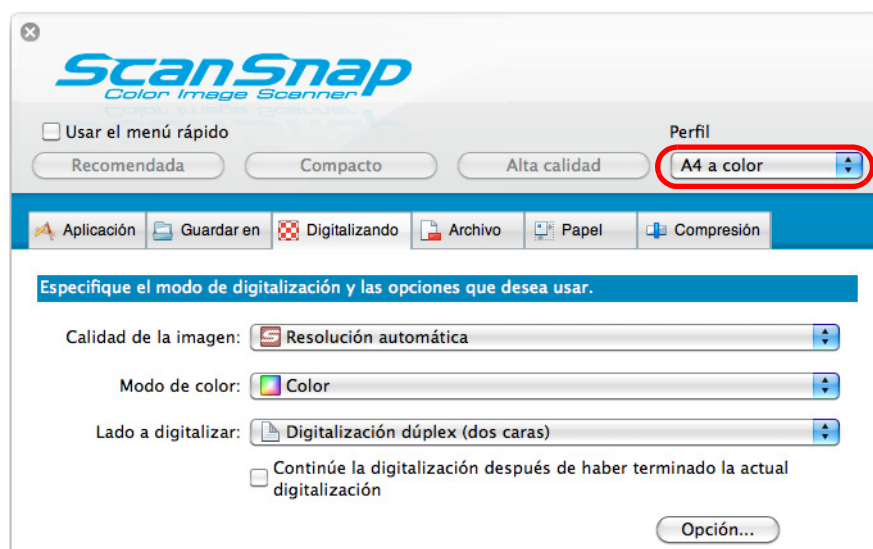 ScanSnap
Color Image Scanner
Usar el menú rápido
Perfil
Recomendada
Compacto
Alta calidad
A4 a color
Aplicación
Guardar en
Digitalizando
Archivo
Papel
Compresión
Especifique el modo de digitalización y las opciones que desea usar.
Calidad de la imagen: Resolución automática
Modo de color: Color
Lado a digitalizar: Digitalización dúplex (dos caras)
Continúe la digitalización después de haber terminado la actual
digitalización
Opción...